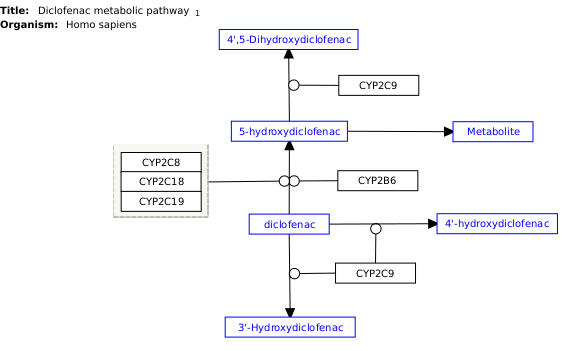 Title: Diclofenac metabolic pathway 1
Organism: Homo sapiens
4',5-Dihydroxydiclofenac
CYP2C9
5-hydroxydiclofenac
Metabolite
CYP2C8
CYP2C18
CYP2C19
CYP2B6
diclofenac
4'-hydroxydiclofenac
CYP2C9
3'-Hydroxydiclofenac